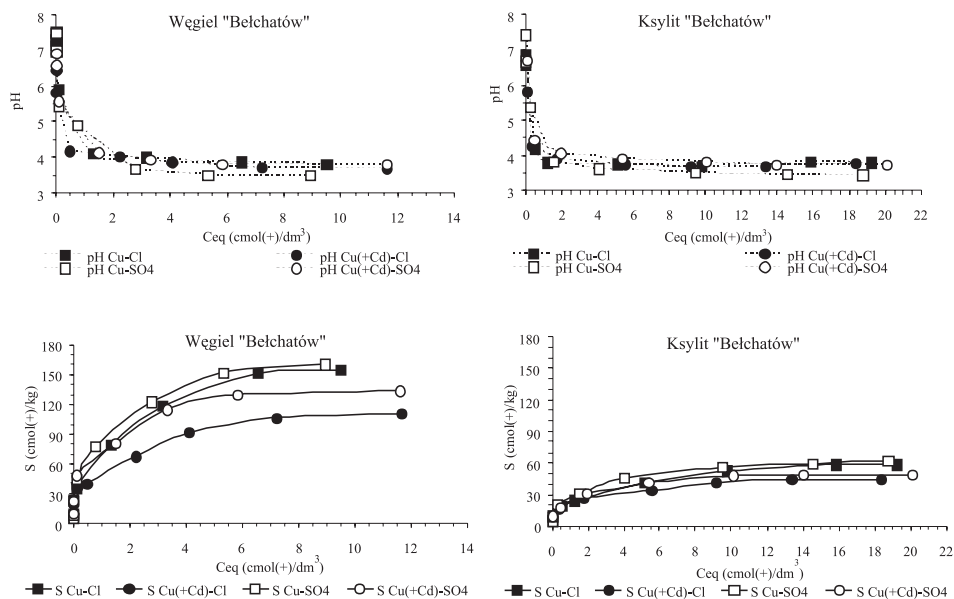 Węgiel "Bełchatów"
8
7
6
5
4
3
pH
0 2 4 6 8 10 12 14
Ceq (cmol(+)/dm³)
pH Cu-Cl
pH Cu(+Cd)-Cl
pH Cu-SO4
pH Cu(+Cd)-SO4
Ksylit "Bełchatów"
8
7
6
5
4
3
pH
0 2 4 6 8 10 12 14 16 18 20 22
Ceq (cmol(+)/dm³)
pH Cu-Cl
pH Cu(+Cd)-Cl
pH Cu-SO4
pH Cu(+Cd)-SO4
Węgiel "Bełchatów"
180
150
120
90
60
30
0
S (cmol(+)/kg)
0 2 4 6 8 10 12 14
Ceq (cmol(+)/dm³)
S Cu-Cl S Cu(+Cd)-Cl S Cu-SO4 S Cu(+Cd)-SO4
Ksylit "Bełchatów"
180
150
120
90
60
30
0
S (cmol(+)/kg)
0 2 4 6 8 10 12 14 16 18 20 22
Ceq (cmol(+)/dm³)
S Cu-Cl S Cu(+Cd)-Cl S Cu-SO4 S Cu(+Cd)-SO4